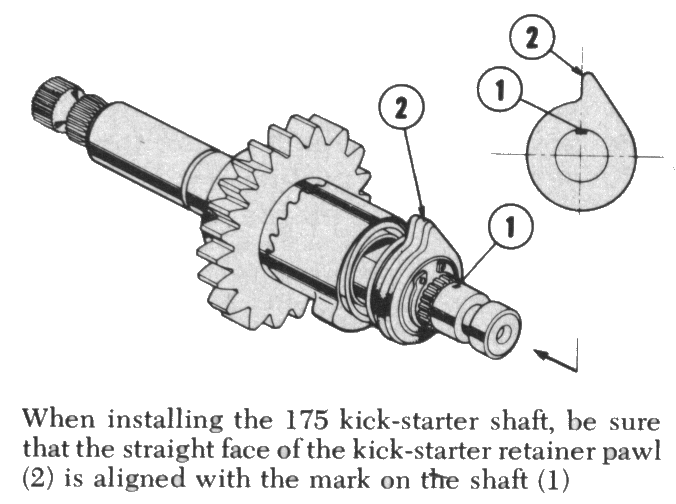 2
1
2
1
When installing the 175 kick-starter shaft, be sure
that the straight face of the kick-starter retainer pawl
(2) is aligned with the mark on the shaft (1)